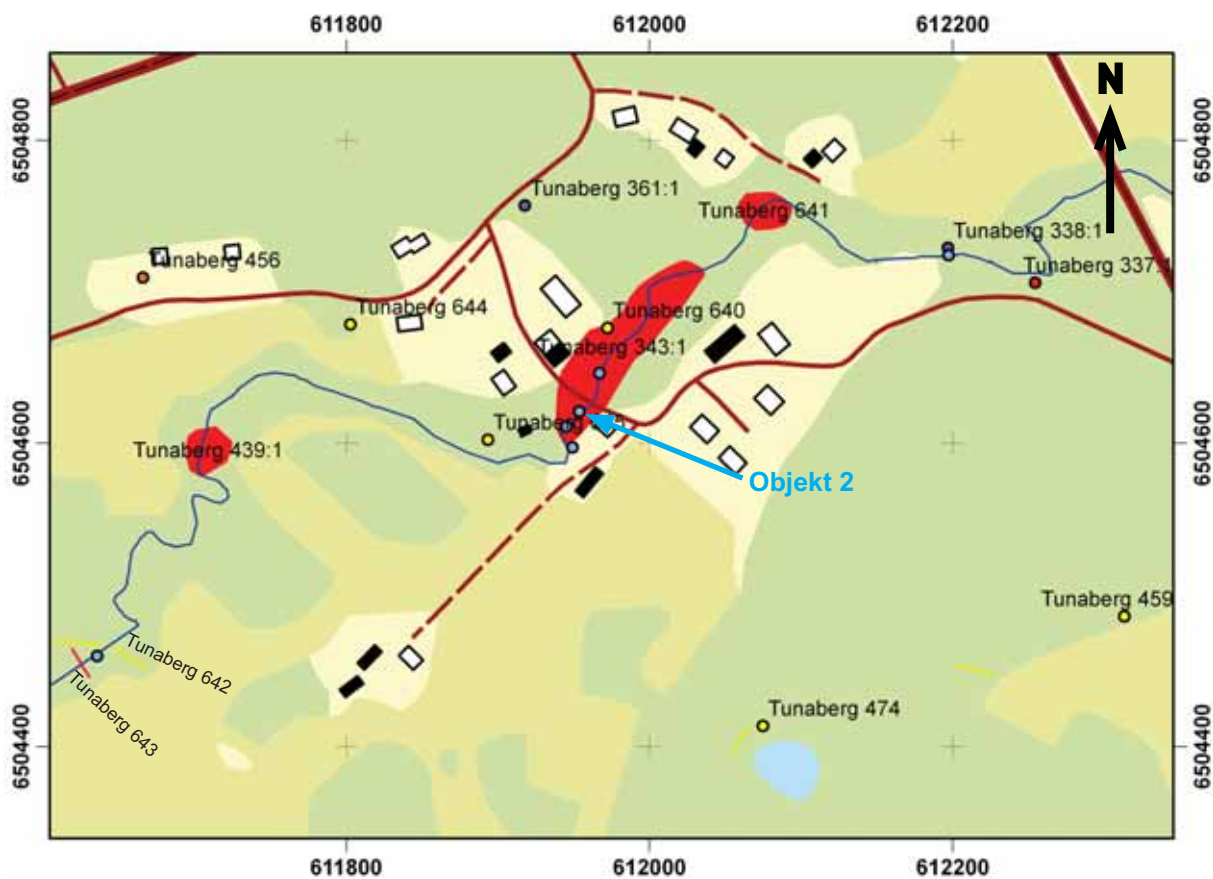 611800
612000
612200
N
6504800
6504800
Tunaberg 361:1
Tunaberg 641
Tunaberg 338:1
Tunaberg 456
Tunaberg 337:1
Tunaberg 644
Tunaberg 640
Tunaberg 343:1
6504600
6504600
Tunaberg
Tunaberg 439:1
Objekt 2
Tunaberg 459
Tunaberg 642
Tunaberg 643
Tunaberg 474
6504400
6504400
611800
612000
612200